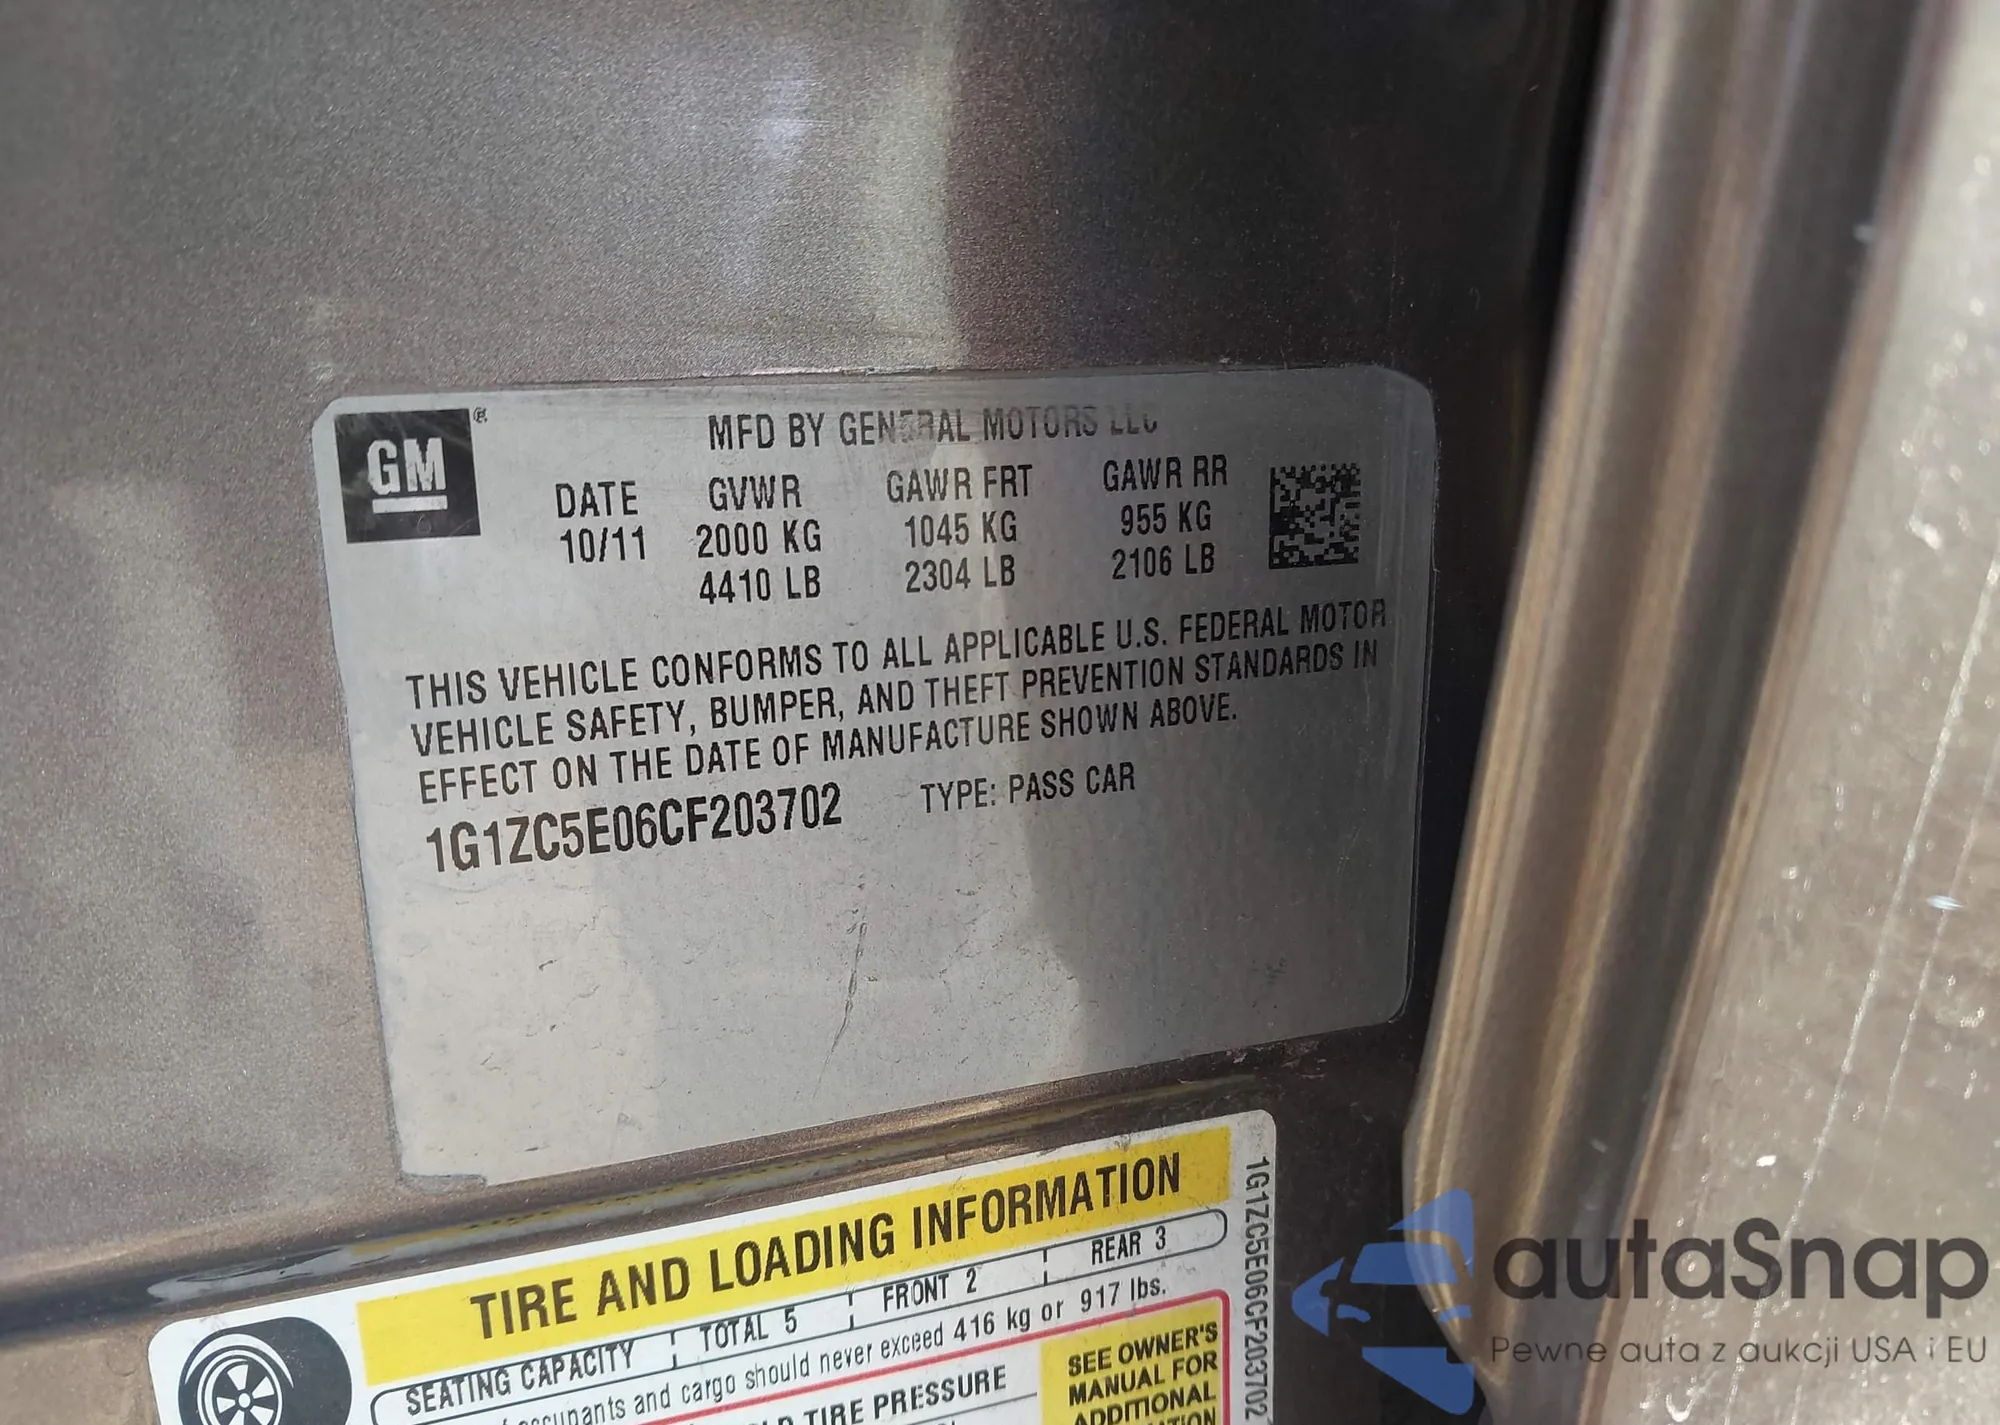 GM ®
MFD BY GENERAL MOTORS LLC
DATE GVWR GAWR FRT GAWR RR
10/11 2000 KG 1045 KG 955 KG
4410 LB 2304 LB 2106 LB
THIS VEHICLE CONFORMS TO ALL APPLICABLE U.S. FEDERAL MOTOR
VEHICLE SAFETY, BUMPER, AND THEFT PREVENTION STANDARDS IN
EFFECT ON THE DATE OF MANUFACTURE SHOWN ABOVE.
1G1ZC5E06CF203702 TYPE: PASS CAR
TIRE AND LOADING INFORMATION
SEATING CAPACITY TOTAL 5 FRONT 2 REAR 3
occupants and cargo should never exceed 416 kg or 917 lbs.
TIRE PRESSURE
SEE OWNER'S
MANUAL FOR
ADDITIONAL
1G1ZC5E06CF203702
autaSnap
Pewne auta z aukcji USA i EU